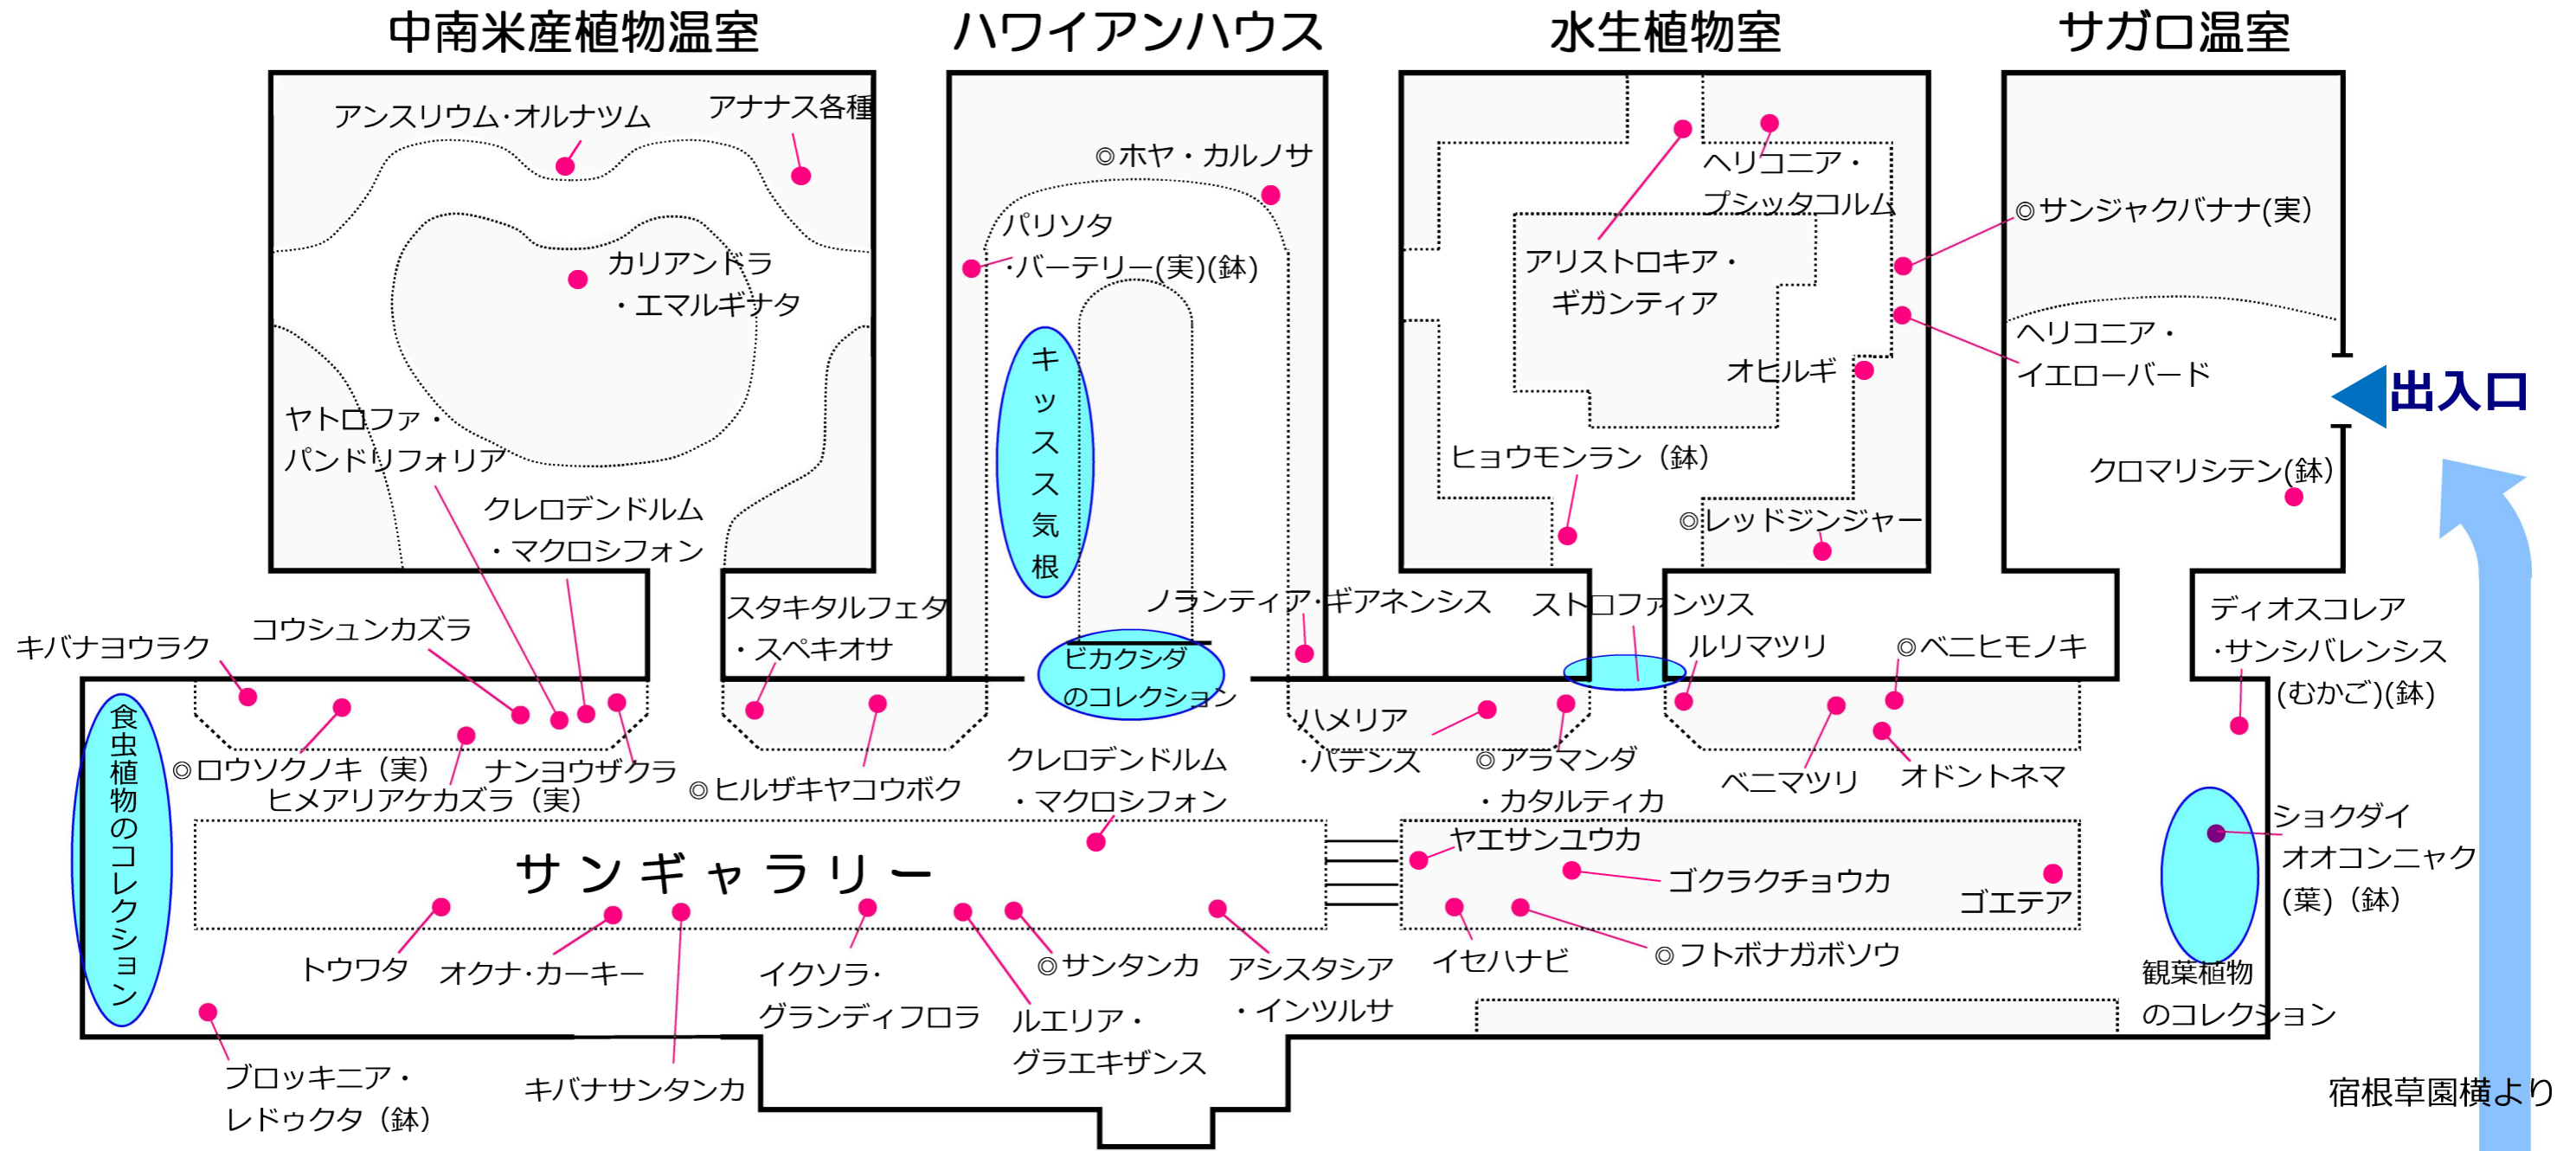 中南米産植物温室
ハワイアンハウス
水生植物室
サガロ温室
アンスリウム・オルナツム
アナナス各種
カリアンドラ
・エマルギナタ
ヤトロファ・
パンドリフォリア
クレロデンドルム
・マクロシフォン
◎ホヤ・カルノサ
パリソタ
・バーテリー(実)(鉢)
キッスス気根
ビカクシダ
のコレクション
ノランティア・ギアネンシス
ヘリコニア・
プシッタコルム
アリストロキア・
ギガンティア
オヒルギ
ヒョウモンラン（鉢）
◎レッドジンジャー
◎サンジャクバナナ(実）
ヘリコニア・
イエローバード
出入口
クロマリシテン(鉢）
キバナヨウラク
コウシュンカズラ
スタキタルフェタ
・スペキオサ
ストロファンツス
ルリマツリ
◎ベニヒモノキ
ディオスコレア
・サンシバレンシス
(むかご)(鉢)
食虫植物のコレクション
◎ロウソクノキ（実）
ヒメアリアケカズラ（実）
ナンヨウザクラ
◎ヒルザキヤコウボク
クレロデンドルム
・マクロシフォン
ハメリア
・パテンス
◎アラマンダ
・カタルティカ
ベニマツリ
オドントネマ
サンギャラリー
ヤエサンユウカ
ゴクラクチョウカ
ゴエテア
ショクダイ
オオコンニャク
(葉)（鉢）
トウワタ
オクナ・カーキー
イクソラ・
グランディフロラ
◎サンタンカ
アシスタシア
・インツルサ
イセハナビ
◎フトボナガボソウ
観葉植物
のコレクション
ルエリア・
グラエキザンス
ブロッキニア・
レドゥクタ（鉢）
キバナサンタンカ
宿根草園横より